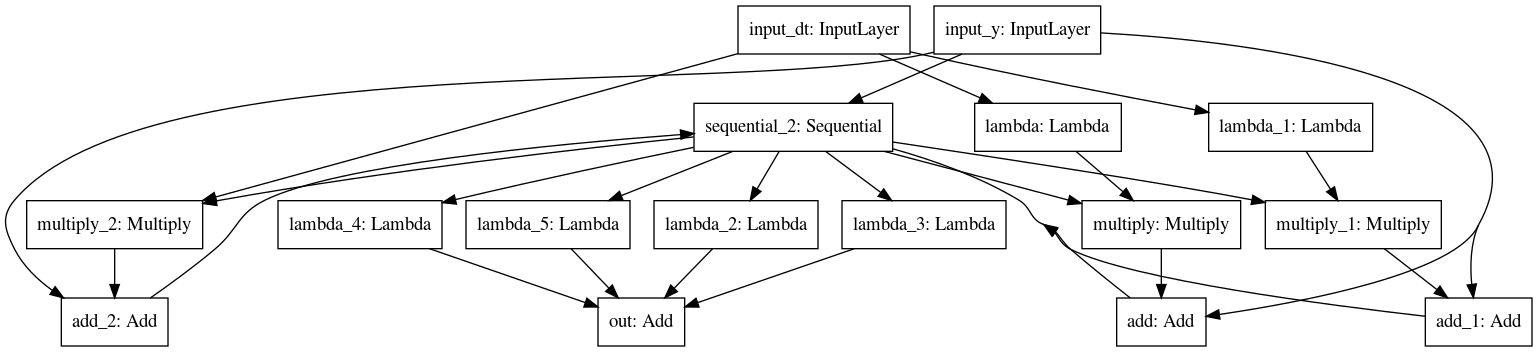 input_dt: InputLayer
input_y: InputLayer
sequential_2: Sequential
lambda: Lambda
lambda_1: Lambda
multiply_2: Multiply
lambda_4: Lambda
lambda_5: Lambda
lambda_2: Lambda
lambda_3: Lambda
multiply: Multiply
multiply_1: Multiply
add_2: Add
out: Add
add: Add
add_1: Add